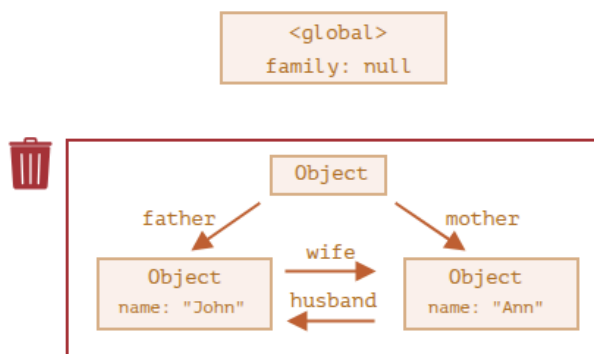 <global>
family: null
Object
father
mother
wife
Object
name: "John"
Object
name: "Ann"
husband